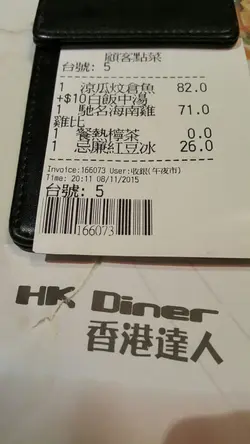 顧客點菜
台號: 5
1 涼瓜炆倉魚 82.0
+$10白飯中湯
1 馳名海南雞 71.0
雞比
1 餐熱檸茶 0.0
1 忌廉紅豆冰 26.0
Invoice:166073 User:收銀(午夜市)
Time: 20:11 08/11/2015
台號: 5
166073
HK Diner
香港達人